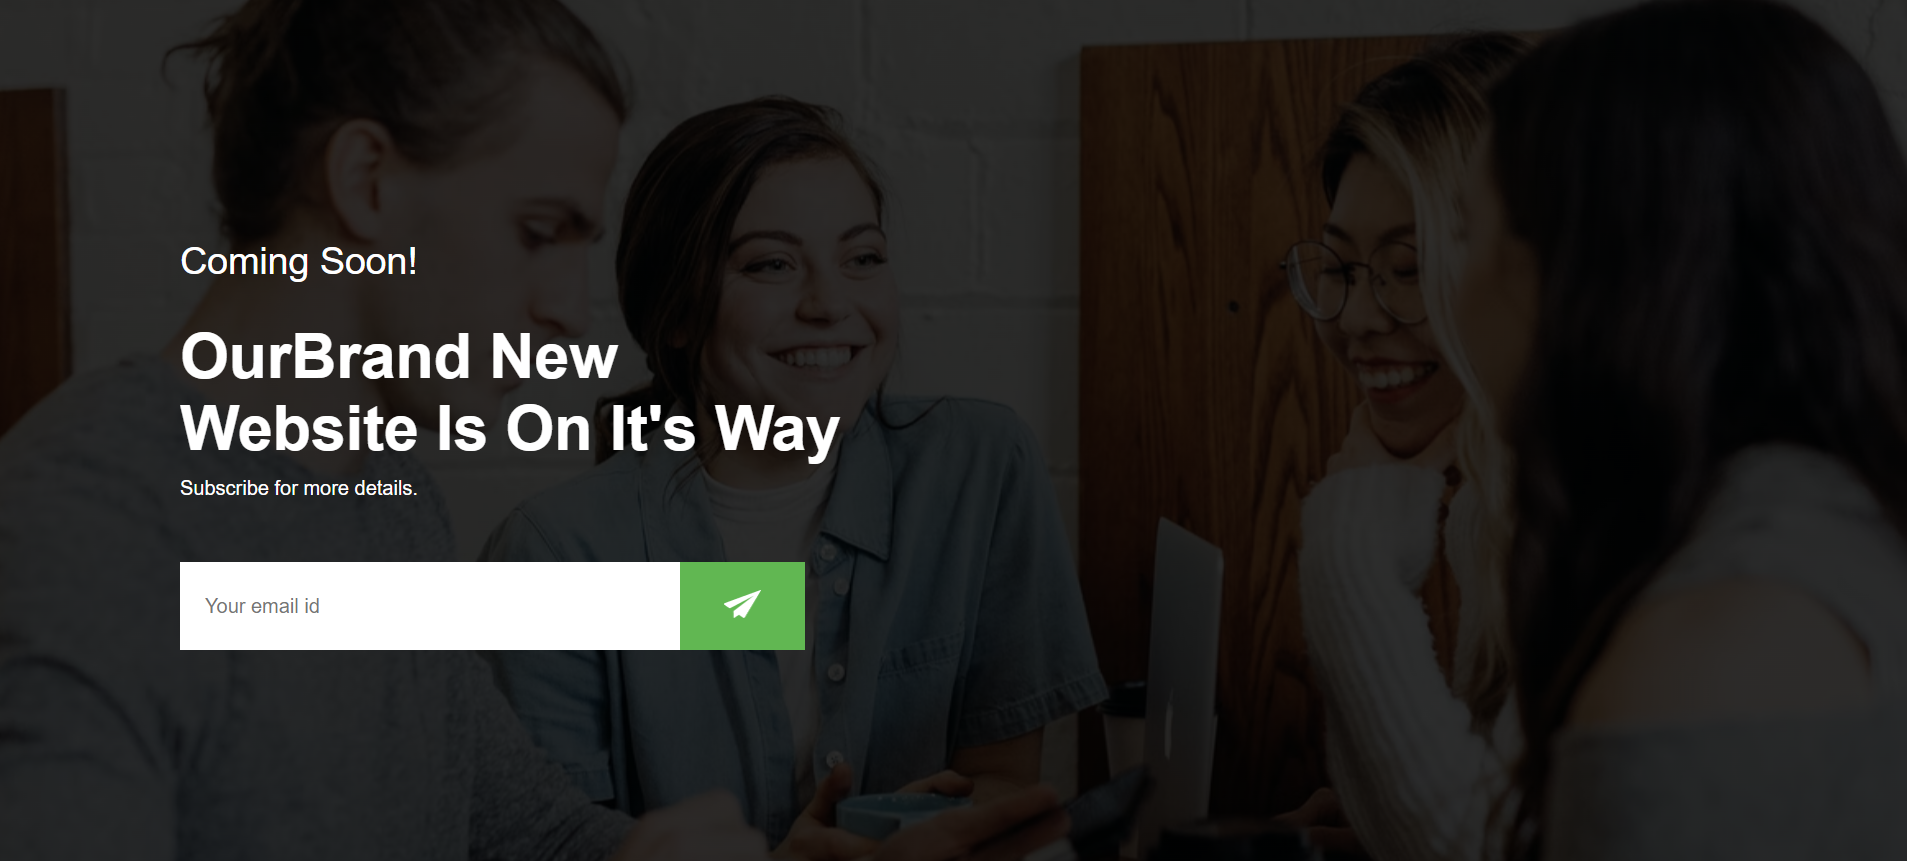 Coming Soon!
OurBrand New
Website Is On It's Way
Subscribe for more details.
Your email id